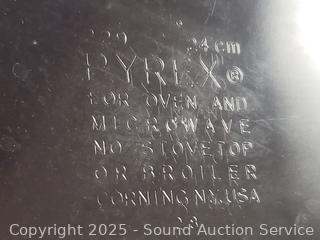 229 24 cm
PYREX®
FOR OVEN AND
MICROWAVE
NO STOVETOP
OR BROILER
CORNING NY. USA
Copyright © 2025 - Sound Auction Service